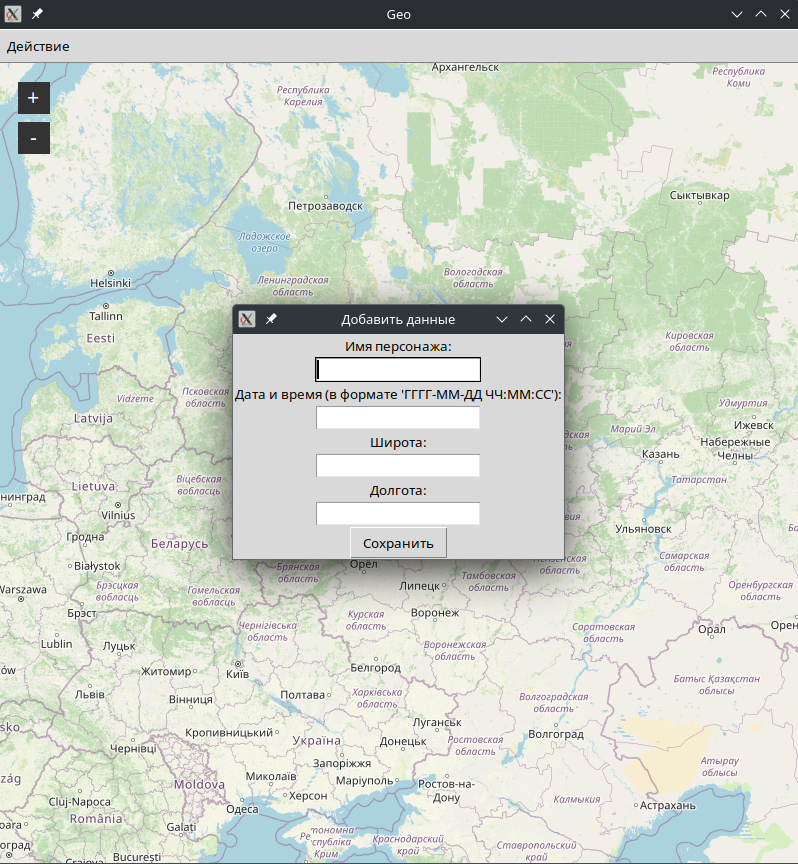 Geo
Действие
+
-
Архангельск
Республика
Коми
Республика
Карелия
Сыктывкар
Петрозаводск
Ладожское
озеро
Вологодская
область
Helsinki
Ленинградская
область
Tallinn
Eesti
Кировская
область
Добавить данные
Имя персонажа:
Дата и время (в формате 'ГГГГ-ММ-ДД ЧЧ:ММ:СС'):
Широта:
Долгота:
Сохранить
Vidzeme
Псковская
область
Latvija
Удмуртия
Ижевск
Марий Эл
Набережные
Челны
Казань
Татарстан
Lietuva
Віцебская
вобласць
Vilnius
Ульяновск
Гродна
Беларусь
Самарская
область
Białystok
Брянская
область
Орёл
Пензенская
область
Тамбовская
область
Липецк
Warszawa
Брэсцкая
вобласць
Гомельская
вобласць
Оренбургская
область
Брэст
Курская
область
Воронеж
Чернігівська
область
Саратовская
область
Орал
Lublin
Луцьк
Воронежская
область
Житомир
Київ
Белгород
Батыс Қазақстан
облысы
Львів
Вінниця
Полтава
Харківська
область
Волгоградская
область
Кропивницький
Луганськ
Волгоград
Чернівці
Україна
Донецьк
Ростовская
область
Запоріжжя
Атырау
облысы
Moldova
Миколаїв
Маріуполь
Ростов-на-
Дону
Cluj-Napoca
Херсон
Калмыкия
Астрахань
România
Одеса
Galați
Краснодарский
край
Ставропольский
край
Крим
București